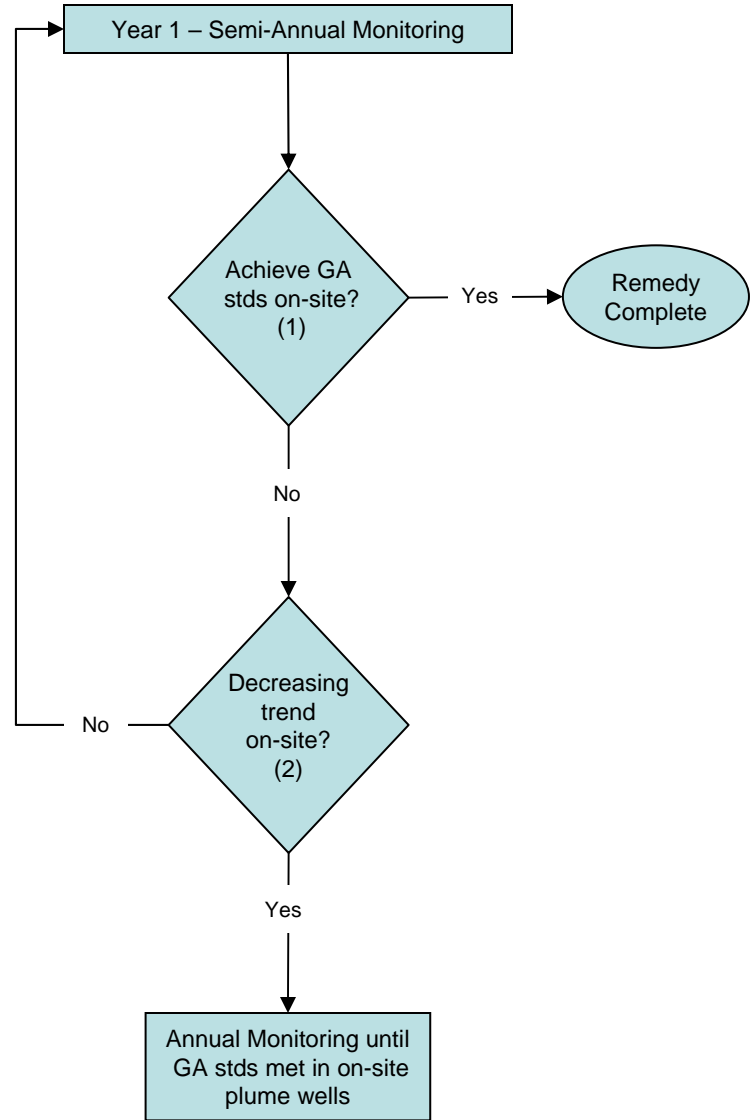 Year 1 – Semi-Annual Monitoring
Achieve GA
stds on-site?
(1)
Yes
Remedy
Complete
No
Decreasing
trend
on-site?
(2)
No
Yes
Annual Monitoring until
GA stds met in on-site
plume wells